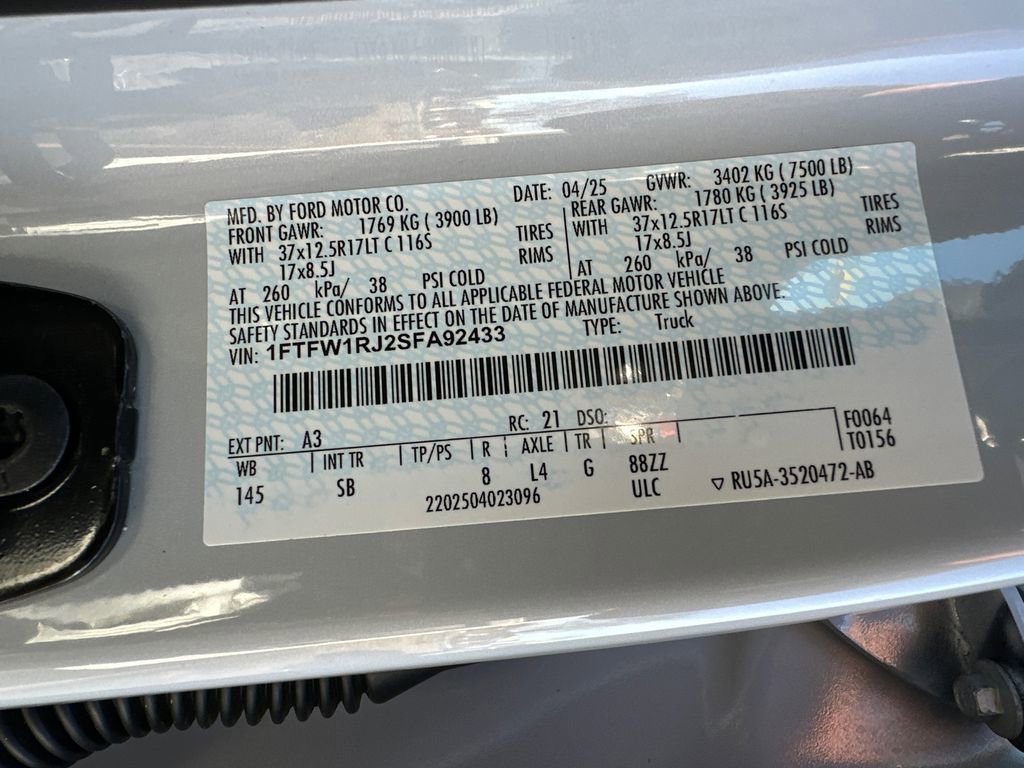 MFD. BY FORD MOTOR CO. DATE: 04/25 GVWR: 3402 KG ( 7500 LB)
FRONT GAWR: 1769 KG ( 3900 LB) REAR GAWR: 1780 KG ( 3925 LB)
WITH 37x12.5R17LT C 116S TIRES WITH 37x12.5R17LT C 116S TIRES
17x8.5J RIMS 17x8.5J RIMS
AT 260 kPa/ 38 PSI COLD AT 260 kPa/ 38 PSI COLD
THIS VEHICLE CONFORMS TO ALL APPLICABLE FEDERAL MOTOR VEHICLE
SAFETY STANDARDS IN EFFECT ON THE DATE OF MANUFACTURE SHOWN ABOVE.
VIN: 1FTFW1RJ2SFA92433 TYPE: Truck
EXT PNT: A3 RC: 21 DSO: F0064
WB INT TR TP/PS R AXLE TR SPR T0156
145 SB 8 L4 G 88ZZ
2202504023096 ULC ▽ RU5A-3520472-AB